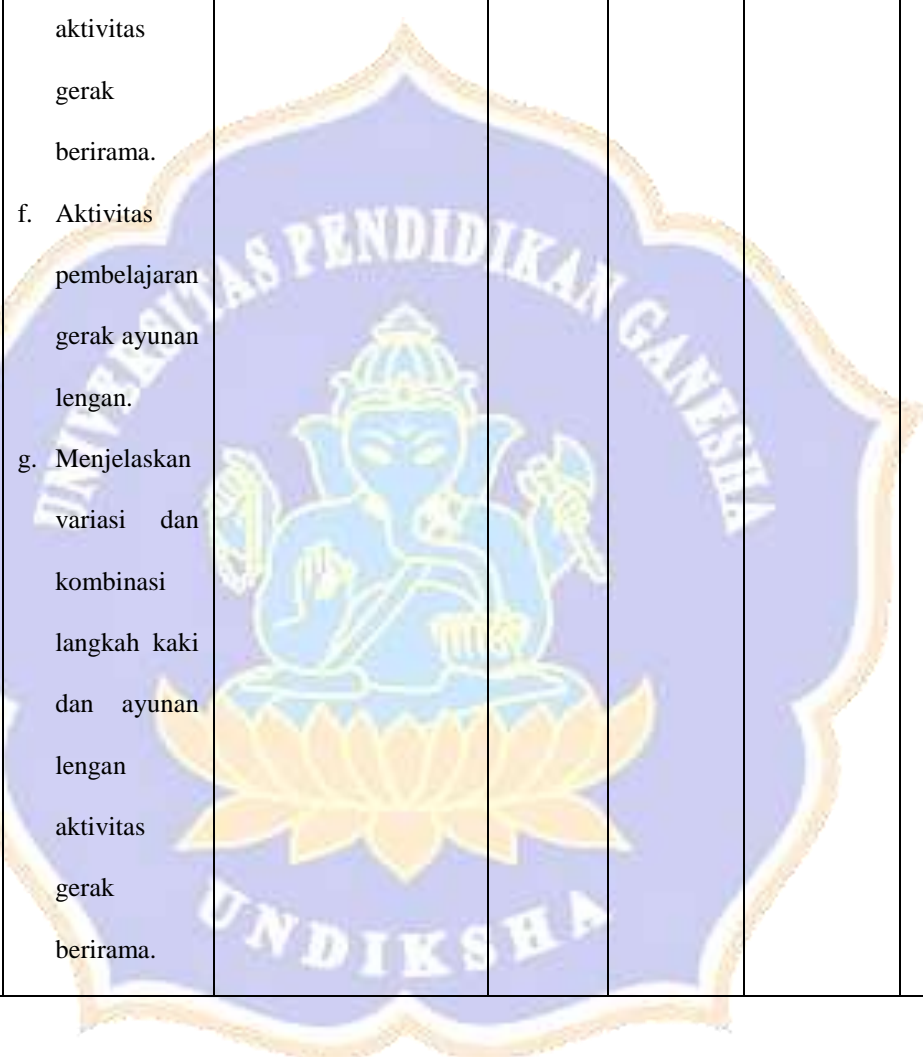 aktivitas
gerak
berirama.
f. Aktivitas
pembelajaran
gerak ayunan
lengan.
g. Menjelaskan
variasi dan
kombinasi
langkah kaki
dan ayunan
lengan
aktivitas
gerak
berirama.
UNIVERSITAS PENDIDIKAN GANESHA
UNDIKSHA